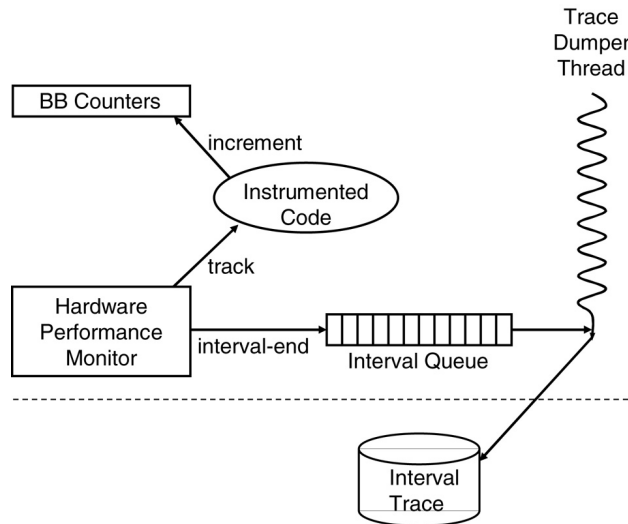 Trace
Dumper
Thread
BB Counters
increment
Instrumented
Code
track
Hardware
Performance
Monitor
interval-end
Interval Queue
Interval
Trace